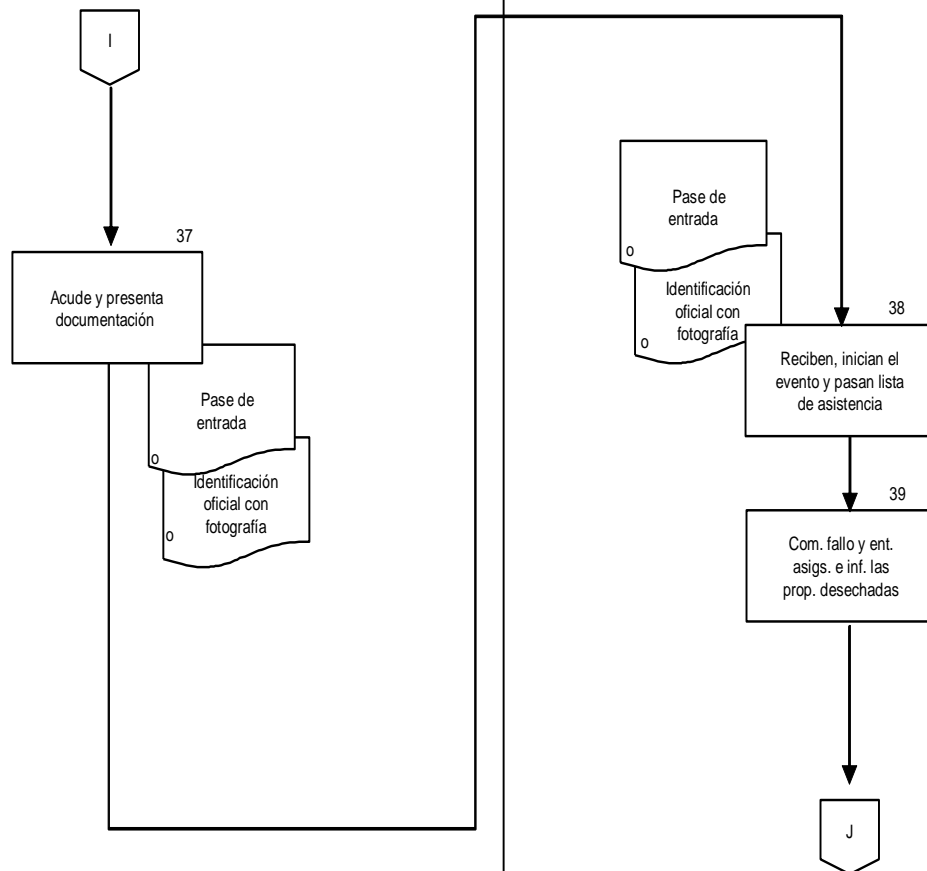 I
37
Acude y presenta
documentación
Pase de
entrada
o
Identificación
oficial con
fotografía
o
Pase de
entrada
o
Identificación
oficial con
fotografía
o
38
Reciben, inician el
evento y pasan lista
de asistencia
39
Com. fallo y ent.
asigs. e inf. las
prop. desechadas
J